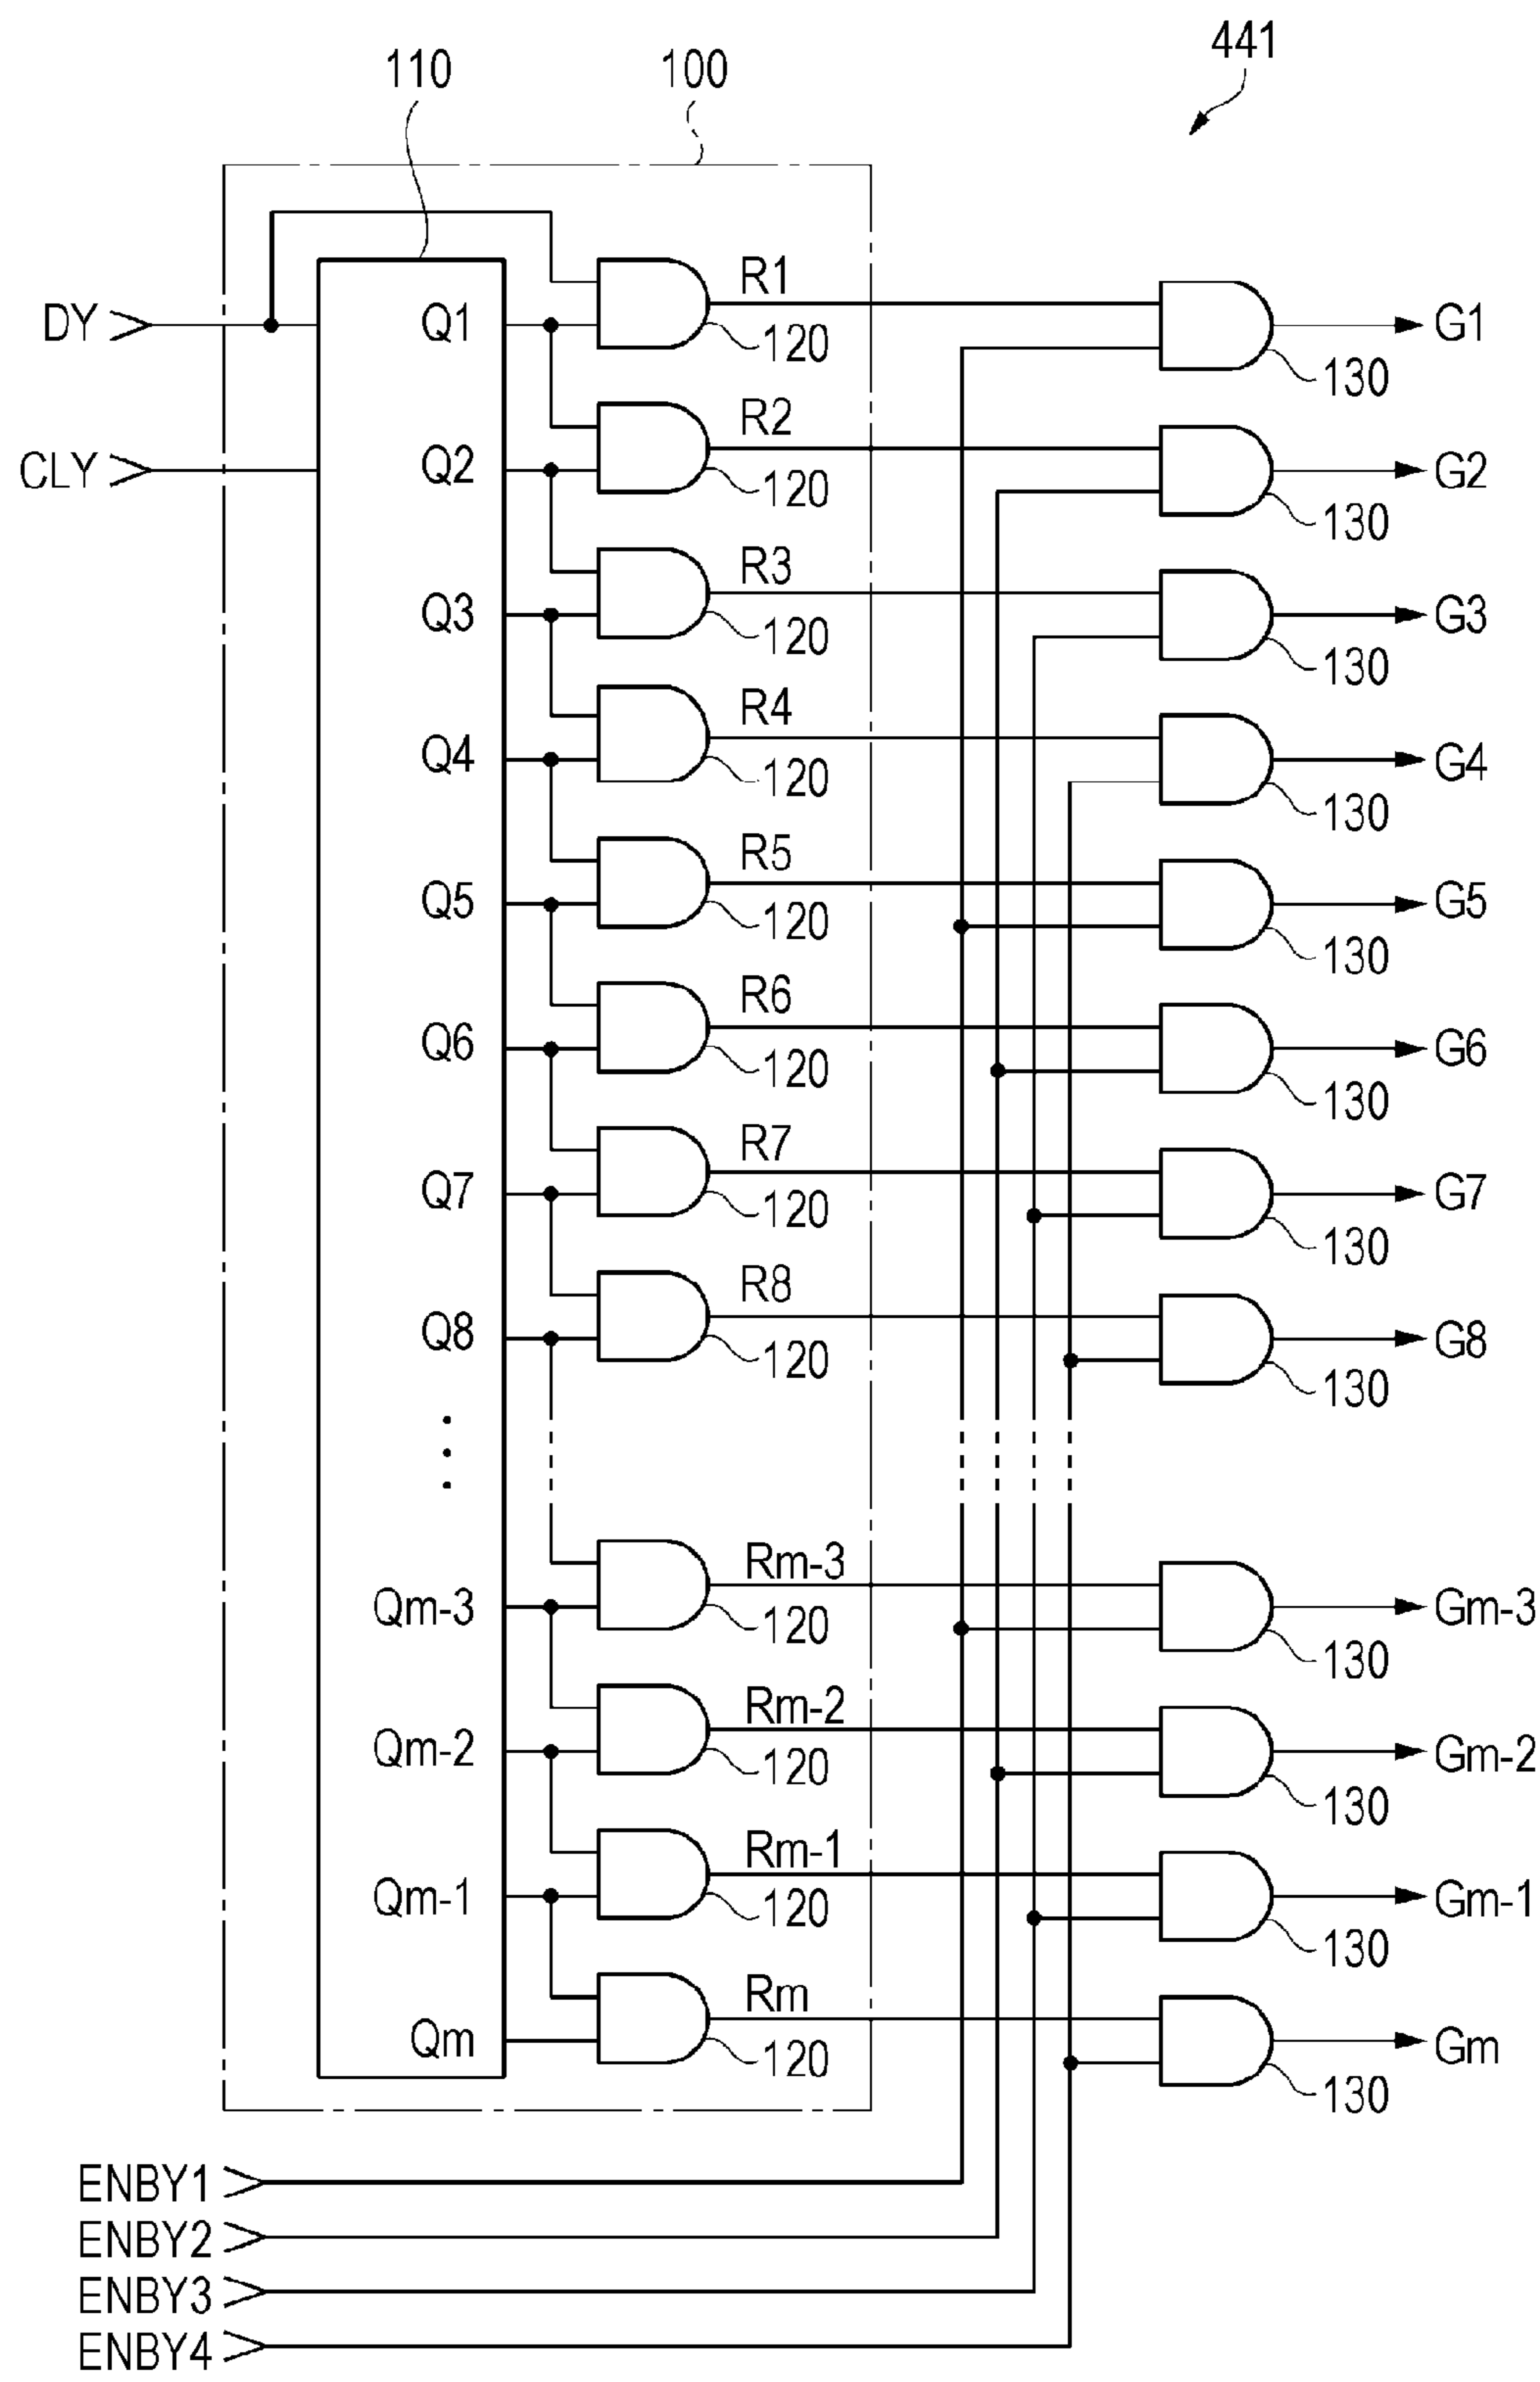 441
110 100
DY
CLY
Q1 R1 120 130 G1
Q2 R2 120 130 G2
Q3 R3 120 130 G3
Q4 R4 120 130 G4
Q5 R5 120 130 G5
Q6 R6 120 130 G6
Q7 R7 120 130 G7
Q8 R8 120 130 G8
Qm-3 Rm-3 120 130 Gm-3
Qm-2 Rm-2 120 130 Gm-2
Qm-1 Rm-1 120 130 Gm-1
Qm Rm 120 130 Gm
ENBY1
ENBY2
ENBY3
ENBY4